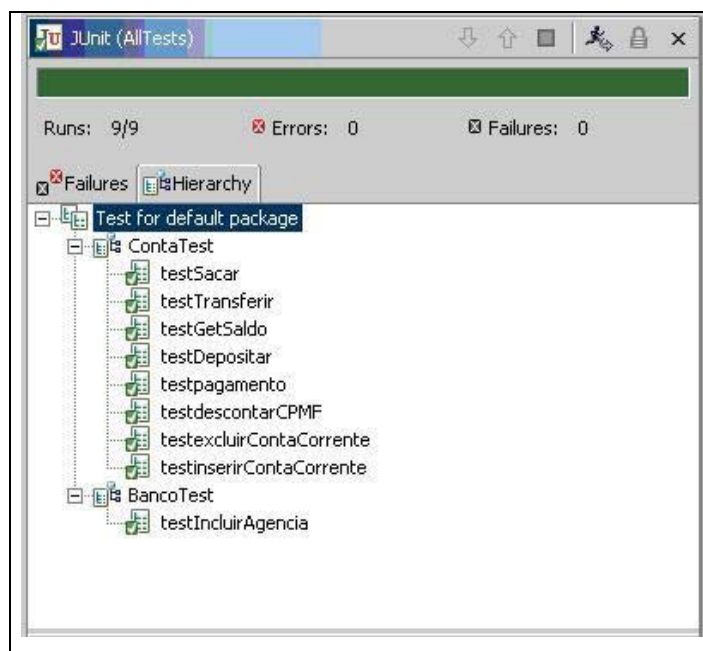 JUnit (AllTests)
Runs: 9/9 Errors: 0 Failures: 0
Failures Hierarchy
Test for default package
ContaTest
testSacar
testTransferir
testGetSaldo
testDepositar
testpagamento
testdescontarCPMF
testexcluirContaCorrente
testinserirContaCorrente
BancoTest
testIncluirAgencia